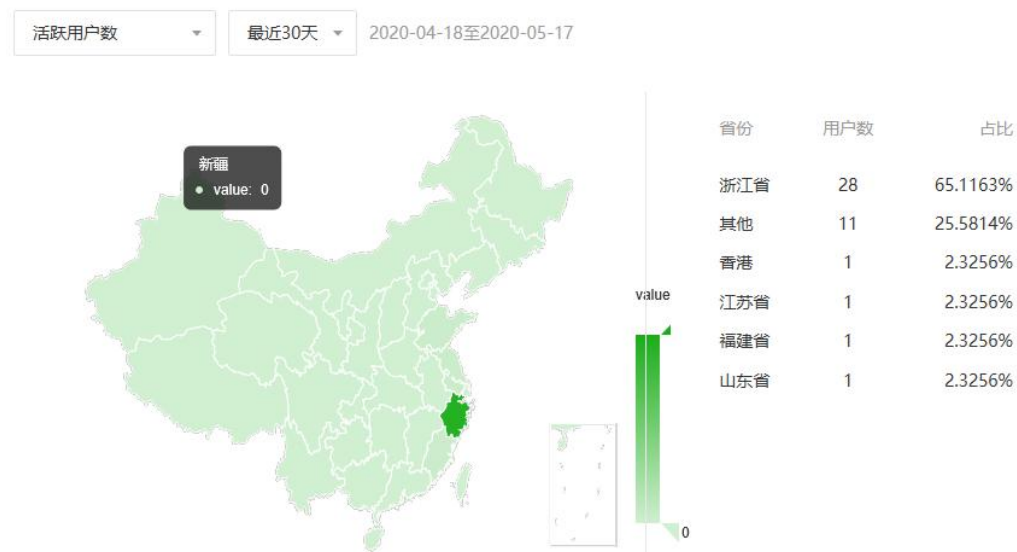 活跃用户数 最近30天 2020-04-18至2020-05-17
新疆
value: 0
value
0
省份 用户数 占比
浙江省 28 65.1163%
其他 11 25.5814%
香港 1 2.3256%
江苏省 1 2.3256%
福建省 1 2.3256%
山东省 1 2.3256%